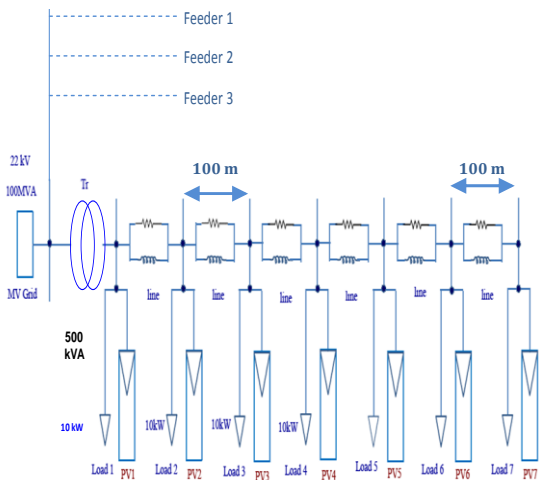 Feeder 1
Feeder 2
Feeder 3
22 kV
100MVA
Tr
100 m
100 m
MV Grid
line
line
line
line
line
line
500
kVA
10 kW
10kW
10kW
10kW
Load 1
PV1
Load 2
PV2
Load 3
PV3
Load 4
PV4
Load 5
PV5
Load 6
PV6
Load 7
PV7